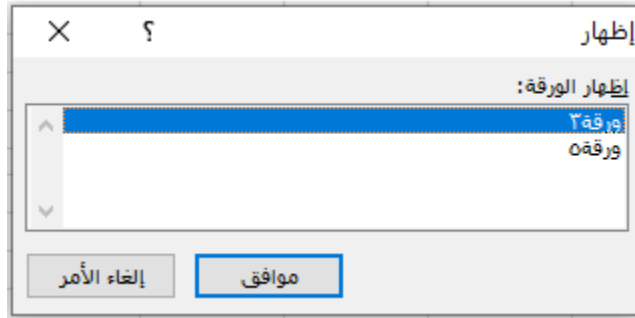 إظهار ؟
إظهار الورقة:
ورقة٣
ورقة٥
موافق إلغاء الأمر